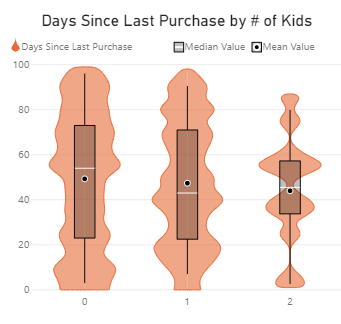 Days Since Last Purchase by # of Kids
Days Since Last Purchase Median Value Mean Value
100
80
60
40
20
0
0 1 2